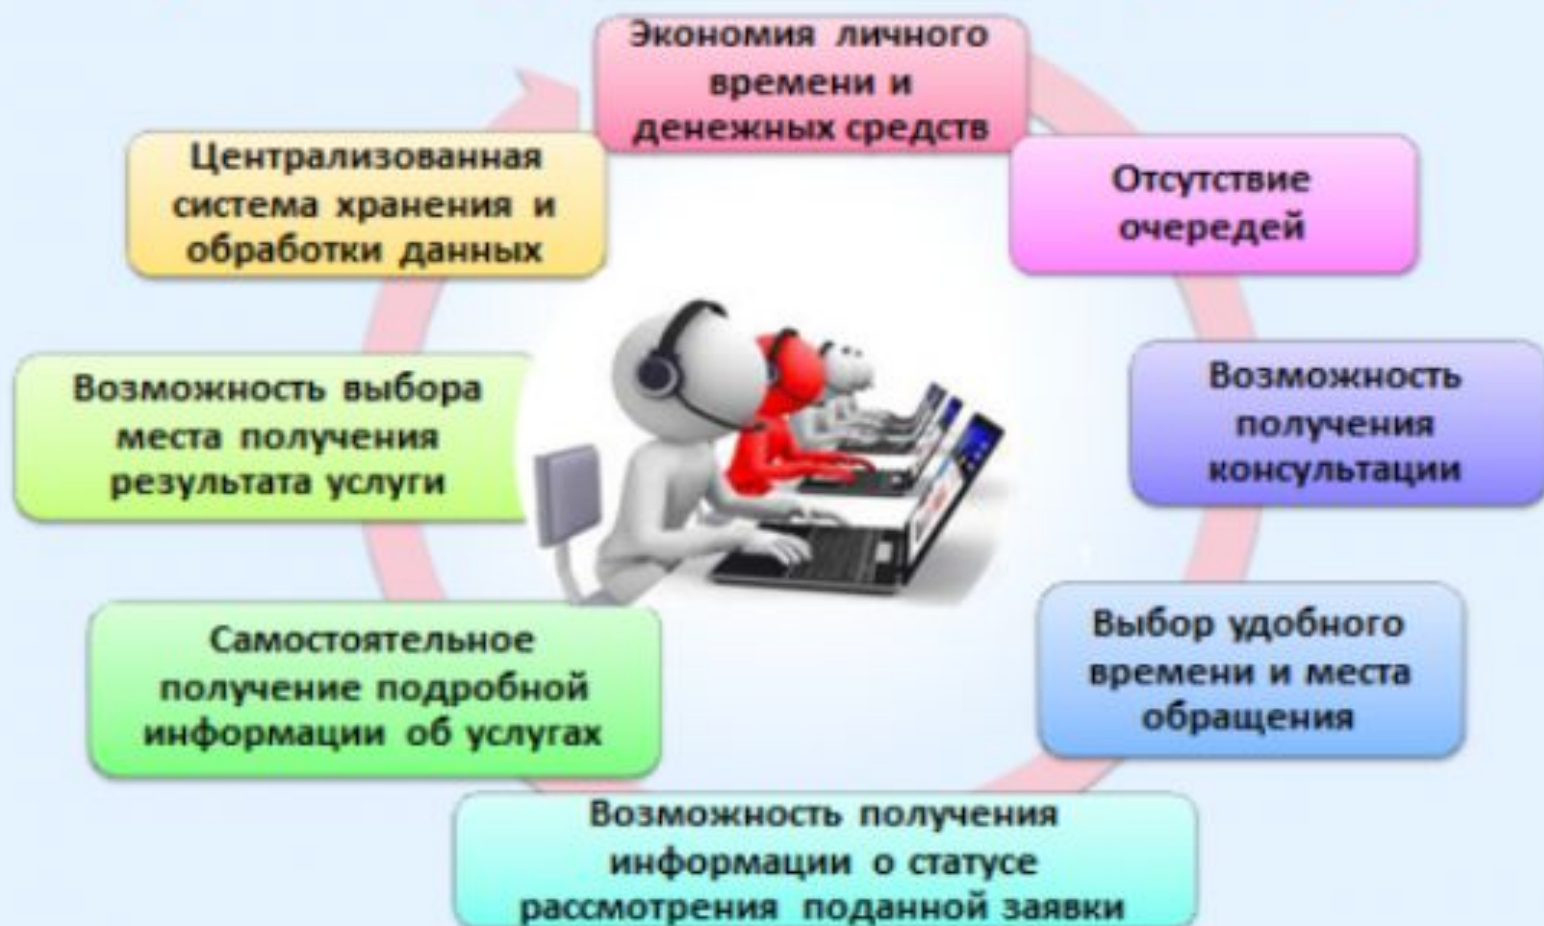 Экономия личного
времени и
денежных средств
Отсутствие
очередей
Возможность
получения
консультации
Выбор удобного
времени и места
обращения
Возможность получения
информации о статусе
рассмотрения поданной заявки
Самостоятельное
получение подробной
информации об услугах
Возможность выбора
места получения
результата услуги
Централизованная
система хранения и
обработки данных